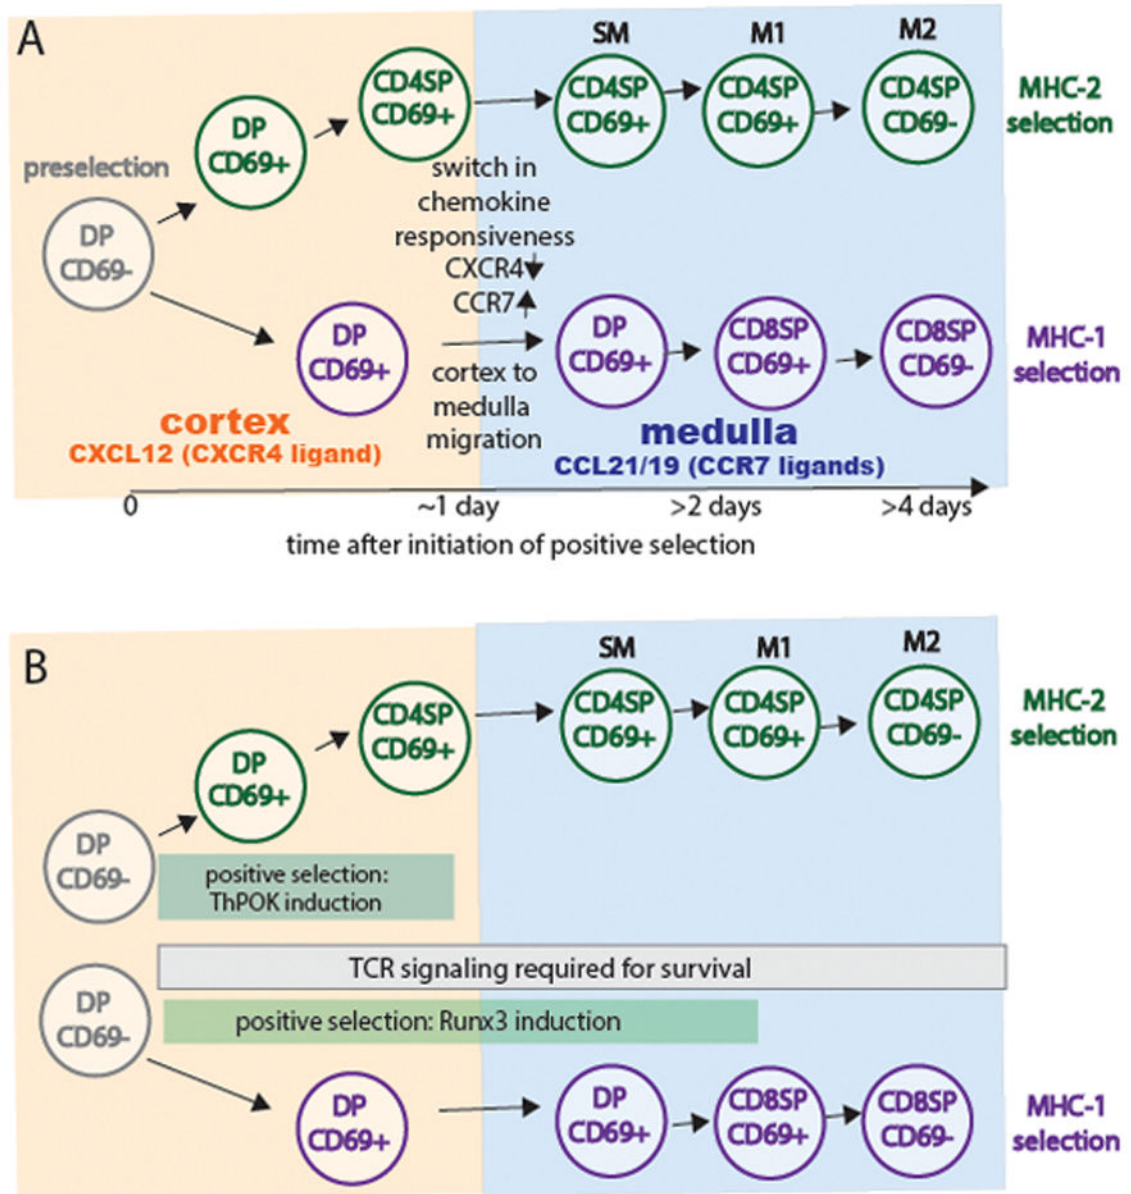 A
SM
M1
M2
CD4SP
CD69+
CD4SP
CD69+
CD4SP
CD69+
CD4SP
CD69-
MHC-2
selection
DP
CD69+
preselection
DP
CD69-
switch in
chemokine
responsiveness
CXCR4
CCR7
DP
CD69+
DP
CD69+
CD8SP
CD69+
CD8SP
CD69-
MHC-1
selection
cortex to
medulla
migration
cortex
CXCL12 (CXCR4 ligand)
medulla
CCL21/19 (CCR7 ligands)
0
~1 day
>2 days
>4 days
time after initiation of positive selection
B
SM
M1
M2
CD4SP
CD69+
CD4SP
CD69+
CD4SP
CD69+
CD4SP
CD69-
MHC-2
selection
DP
CD69+
DP
CD69-
positive selection:
ThPOK induction
TCR signaling required for survival
DP
CD69-
positive selection: Runx3 induction
DP
CD69+
DP
CD69+
CD8SP
CD69+
CD8SP
CD69-
MHC-1
selection